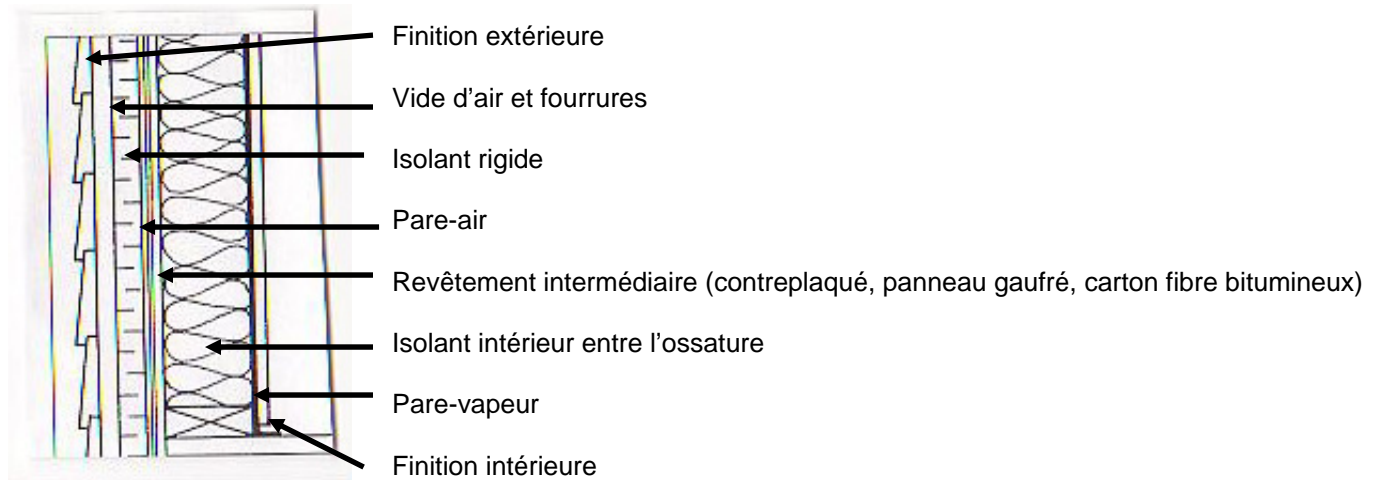 Finition extérieure
Vide d'air et fourrures
Isolant rigide
Pare-air
Revêtement intermédiaire (contreplaqué, panneau gaufré, carton fibre bitumineux)
Isolant intérieur entre l'ossature
Pare-vapeur
Finition intérieure